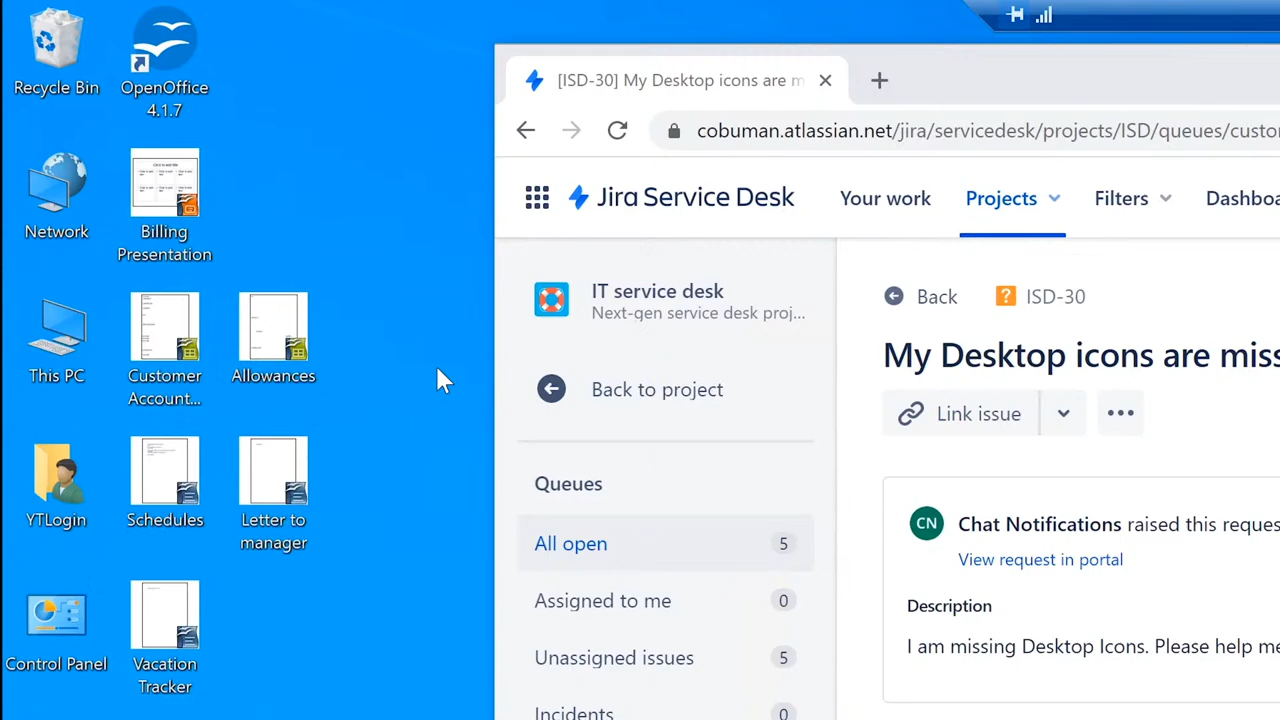 Recycle Bin
OpenOffice
4.1.7
Network
Billing
Presentation
This PC
Customer
Account...
Allowances
YTLogin
Schedules
Letter to
manager
Control Panel
Vacation
Tracker
[ISD-30] My Desktop icons are m
cobuman.atlassian.net/jira/servicedesk/projects/ISD/queues/custo
Jira Service Desk
Your work
Projects
Filters
Dashboa
IT service desk
Next-gen service desk proj...
Back to project
Queues
All open 5
Assigned to me 0
Unassigned issues 5
Incidents 0
Back
ISD-30
My Desktop icons are miss
Link issue
CN
Chat Notifications raised this reques
View request in portal
Description
I am missing Desktop Icons. Please help me